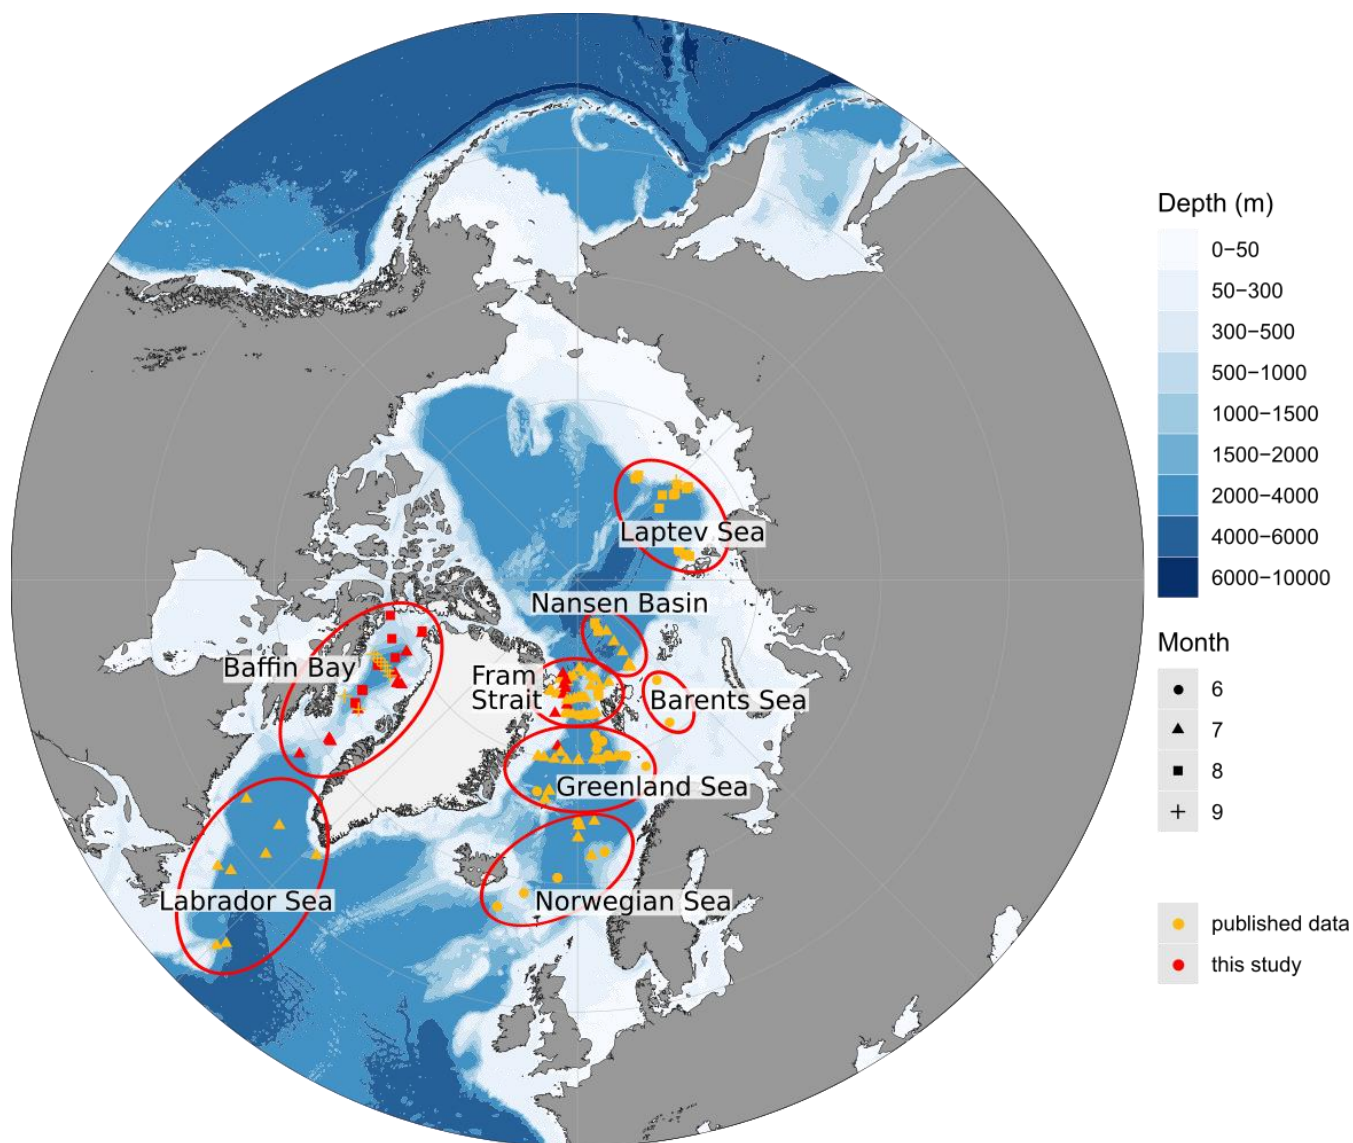 Laptev Sea
Nansen Basin
Baffin Bay
Fram
Strait
Barents Sea
Greenland Sea
Labrador Sea
Norwegian Sea
Depth (m)
0−50
50−300
300−500
500−1000
1000−1500
1500−2000
2000−4000
4000−6000
6000−10000
Month
6
7
8
9
published data
this study